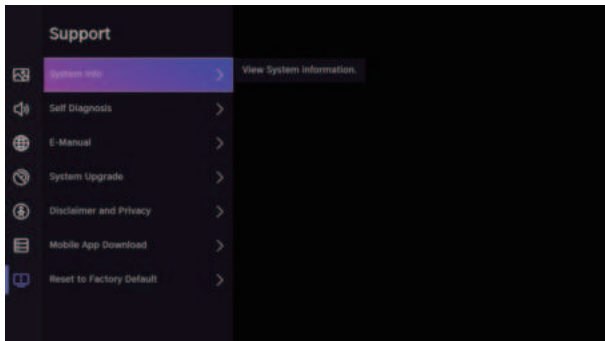 Support
System Info
View System information.
Self Diagnosis
E-Manual
System Upgrade
Disclaimer and Privacy
Mobile App Download
Reset to Factory Default